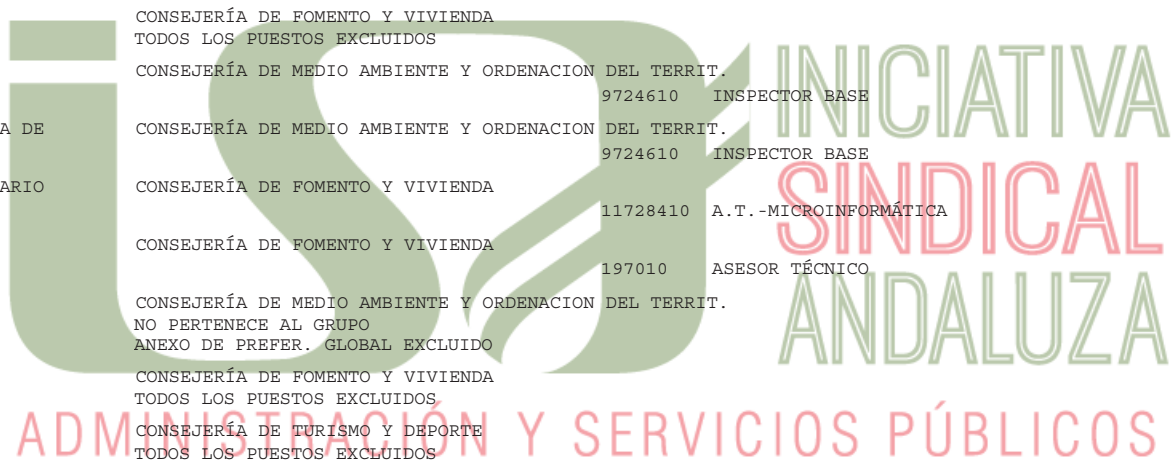 CONSEJERÍA DE FOMENTO Y VIVIENDA
TODOS LOS PUESTOS EXCLUIDOS
CONSEJERÍA DE MEDIO AMBIENTE Y ORDENACION DEL TERRIT.
9724610 INSPECTOR BASE
A DE CONSEJERÍA DE MEDIO AMBIENTE Y ORDENACION DEL TERRIT.
9724610 INSPECTOR BASE
ARIO CONSEJERÍA DE FOMENTO Y VIVIENDA
11728410 A.T.-MICROINFORMÁTICA
CONSEJERÍA DE FOMENTO Y VIVIENDA
197010 ASESOR TÉCNICO
CONSEJERÍA DE MEDIO AMBIENTE Y ORDENACION DEL TERRIT.
NO PERTENECE AL GRUPO
ANEXO DE PREFER. GLOBAL EXCLUIDO
CONSEJERÍA DE FOMENTO Y VIVIENDA
TODOS LOS PUESTOS EXCLUIDOS
CONSEJERÍA DE TURISMO Y DEPORTE
TODOS LOS PUESTOS EXCLUIDOS
isa
INICIATIVA
SINDICAL
ANDALUZA
ADMINISTRACIÓN Y SERVICIOS PÚBLICOS